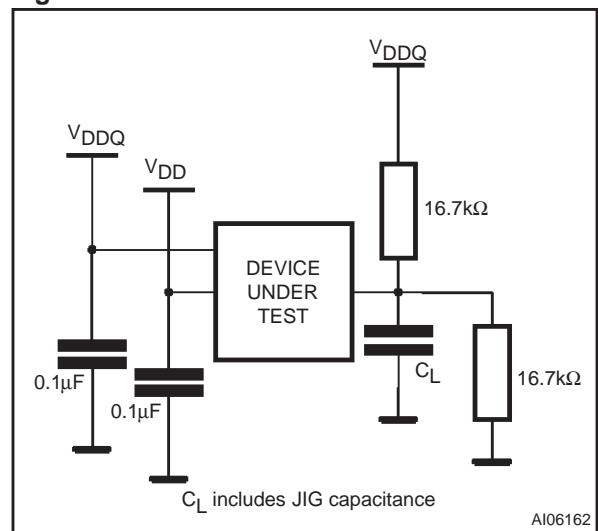 VDDQ
VDDQ
VDD
16.7kΩ
DEVICE
UNDER
TEST
0.1µF
0.1µF
CL
16.7kΩ
CL includes JIG capacitance
AI06162